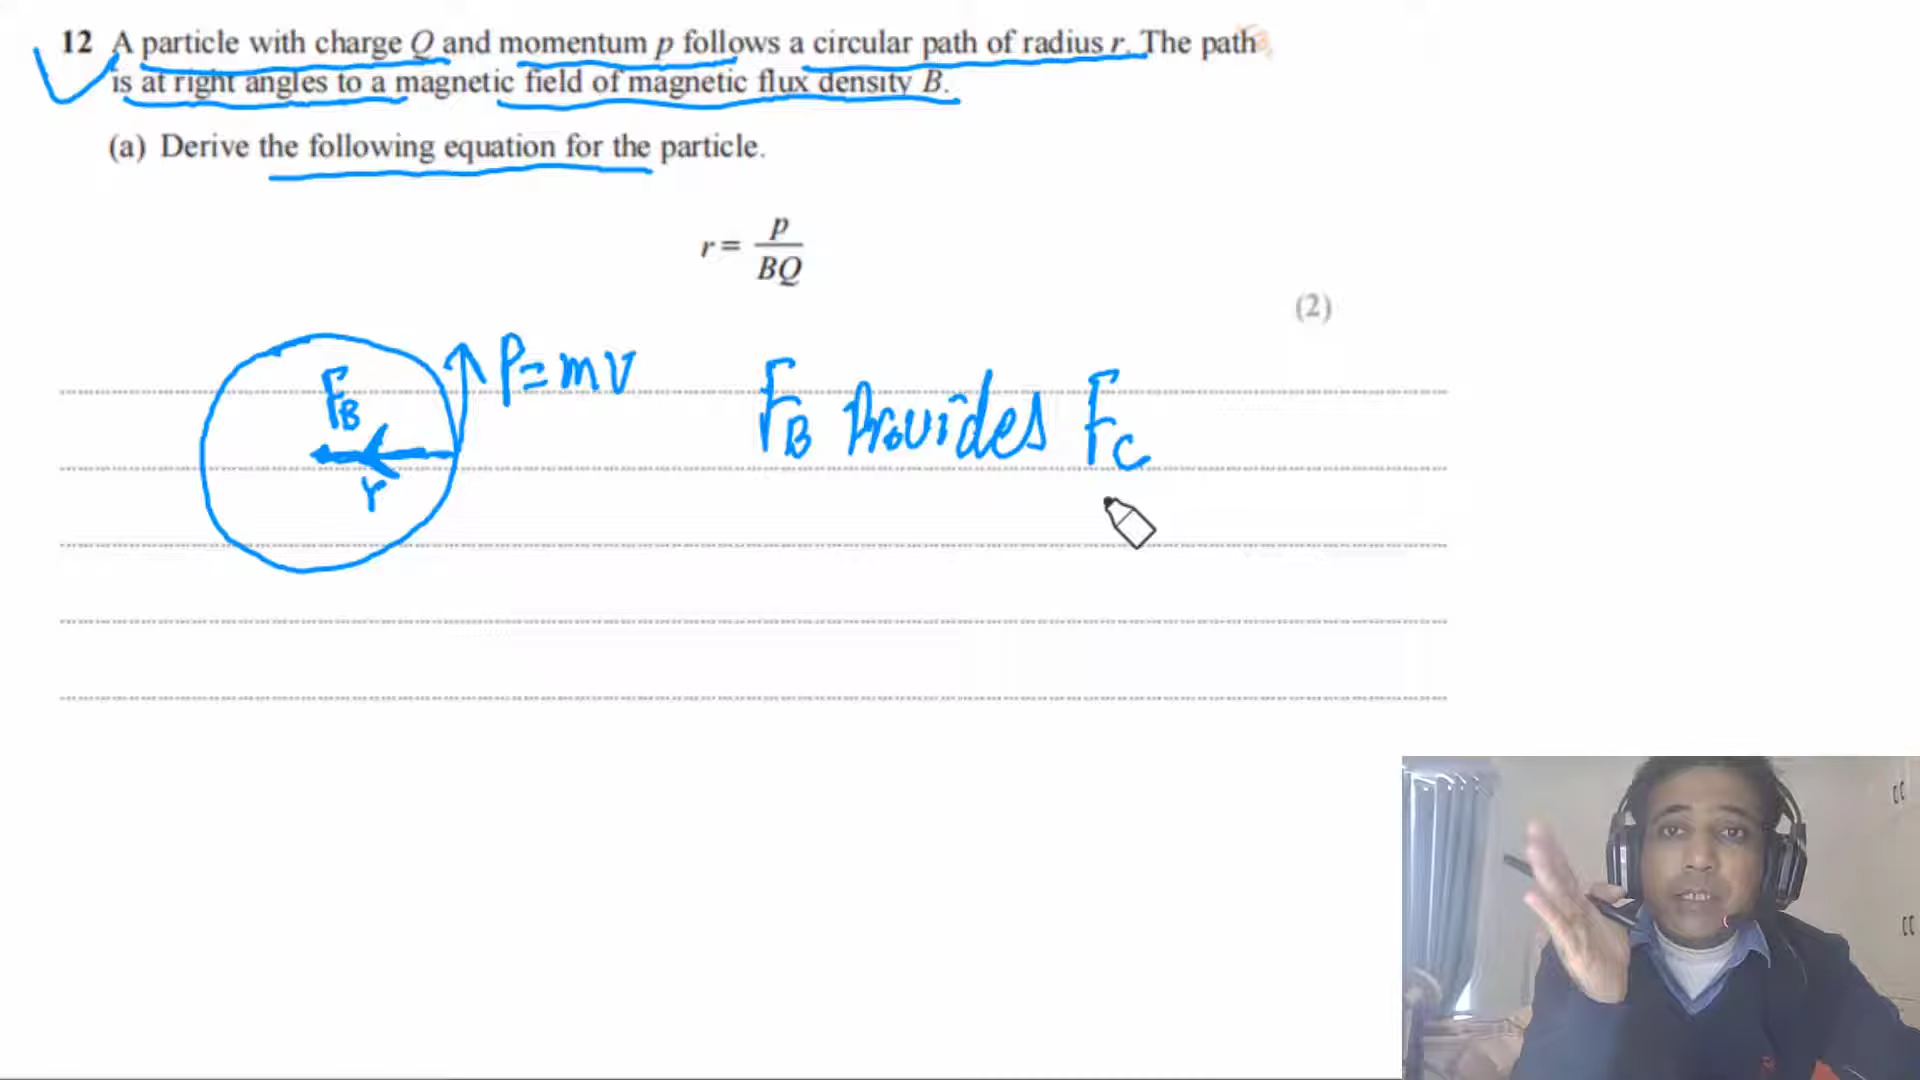 12 A particle with charge Q and momentum p follows a circular path of radius r. The path
is at right angles to a magnetic field of magnetic flux density B.
(a) Derive the following equation for the particle.
r = p / BQ
(2)
P = mv
F_B
r
F_B Provides F_C